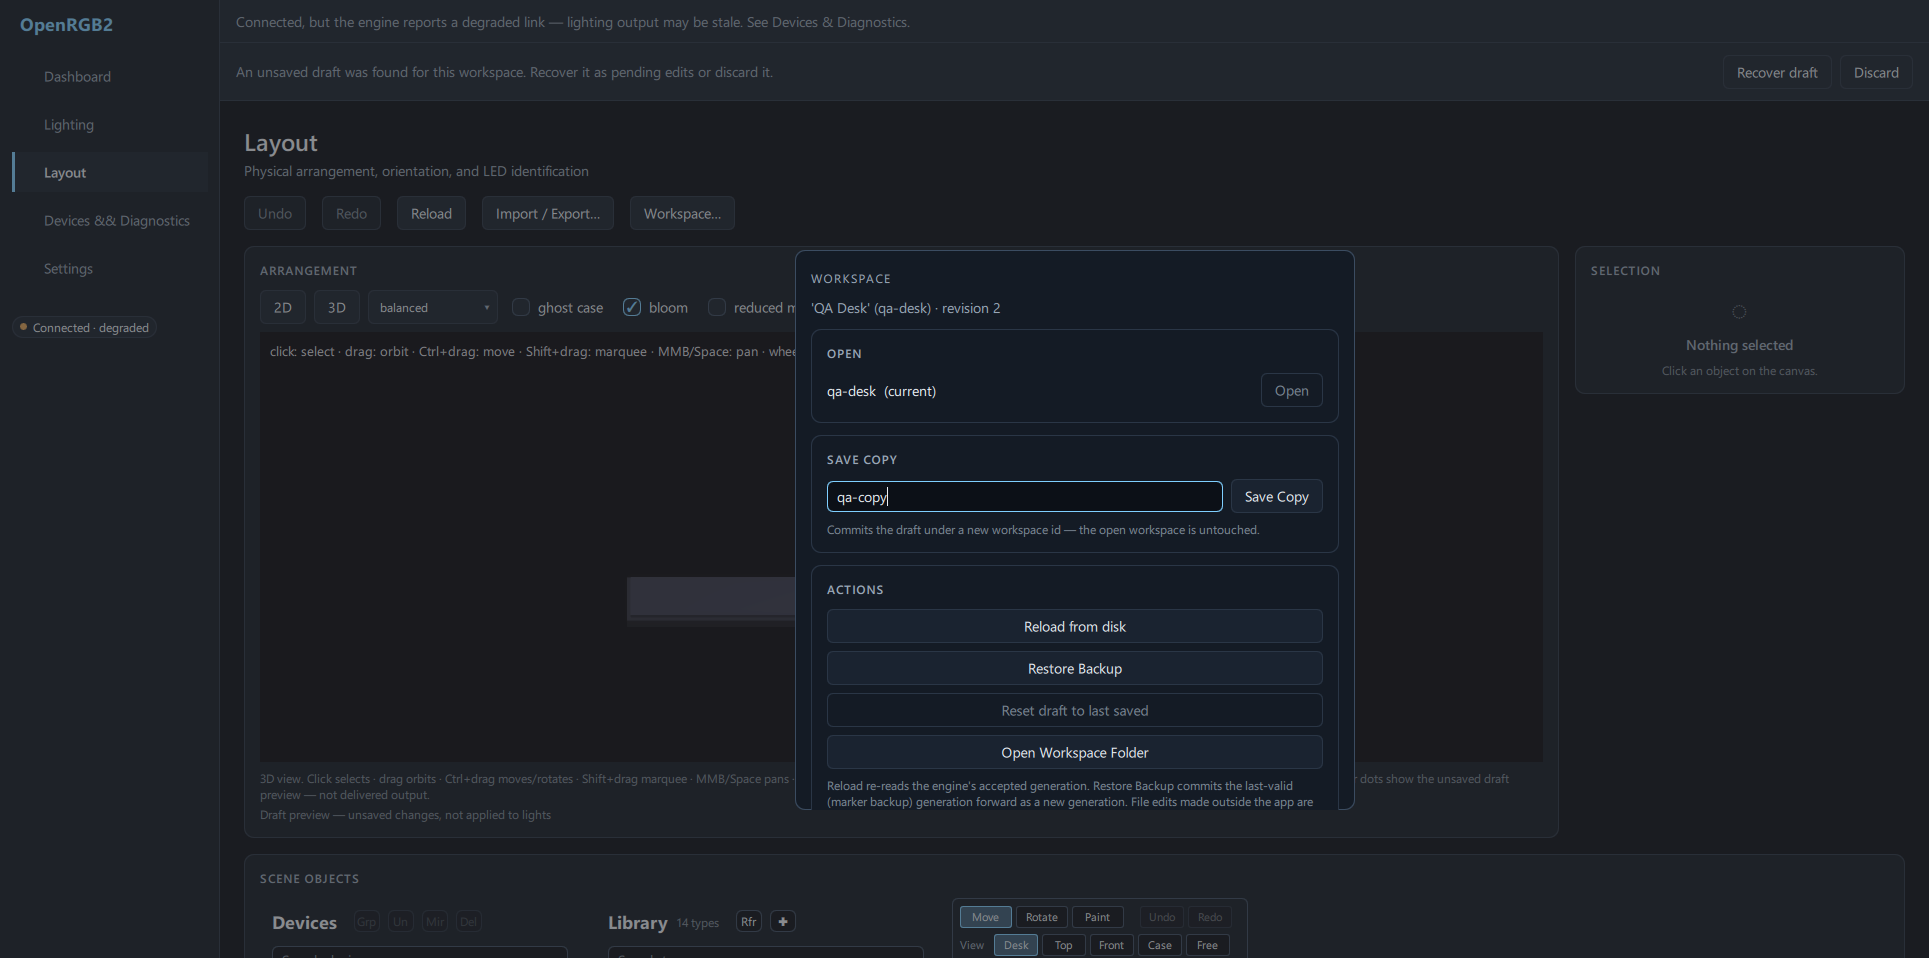 OpenRGB2
Dashboard
Lighting
Layout
Devices && Diagnostics
Settings
Connected · degraded
Connected, but the engine reports a degraded link — lighting output may be stale. See Devices & Diagnostics.
An unsaved draft was found for this workspace. Recover it as pending edits or discard it.
Recover draft
Discard
Layout
Physical arrangement, orientation, and LED identification
Undo
Redo
Reload
Import / Export...
Workspace...
ARRANGEMENT
2D
3D
balanced
ghost case
bloom
reduced m
click: select · drag: orbit · Ctrl+drag: move · Shift+drag: marquee · MMB/Space: pan · whee
WORKSPACE
'QA Desk' (qa-desk) · revision 2
OPEN
qa-desk (current)
Open
SAVE COPY
qa-copy
Save Copy
Commits the draft under a new workspace id — the open workspace is untouched.
ACTIONS
Reload from disk
Restore Backup
Reset draft to last saved
Open Workspace Folder
Reload re-reads the engine's accepted generation. Restore Backup commits the last-valid
(marker backup) generation forward as a new generation. File edits made outside the app are
SELECTION
Nothing selected
Click an object on the canvas.
3D view. Click selects · drag orbits · Ctrl+drag moves/rotates · Shift+drag marquee · MMB/Space pans ·
dots show the unsaved draft
preview — not delivered output.
Draft preview — unsaved changes, not applied to lights
SCENE OBJECTS
Devices
Grp
Un
Mir
Del
Library
14 types
Rfr
Move
Rotate
Paint
Undo
Redo
View
Desk
Top
Front
Case
Free